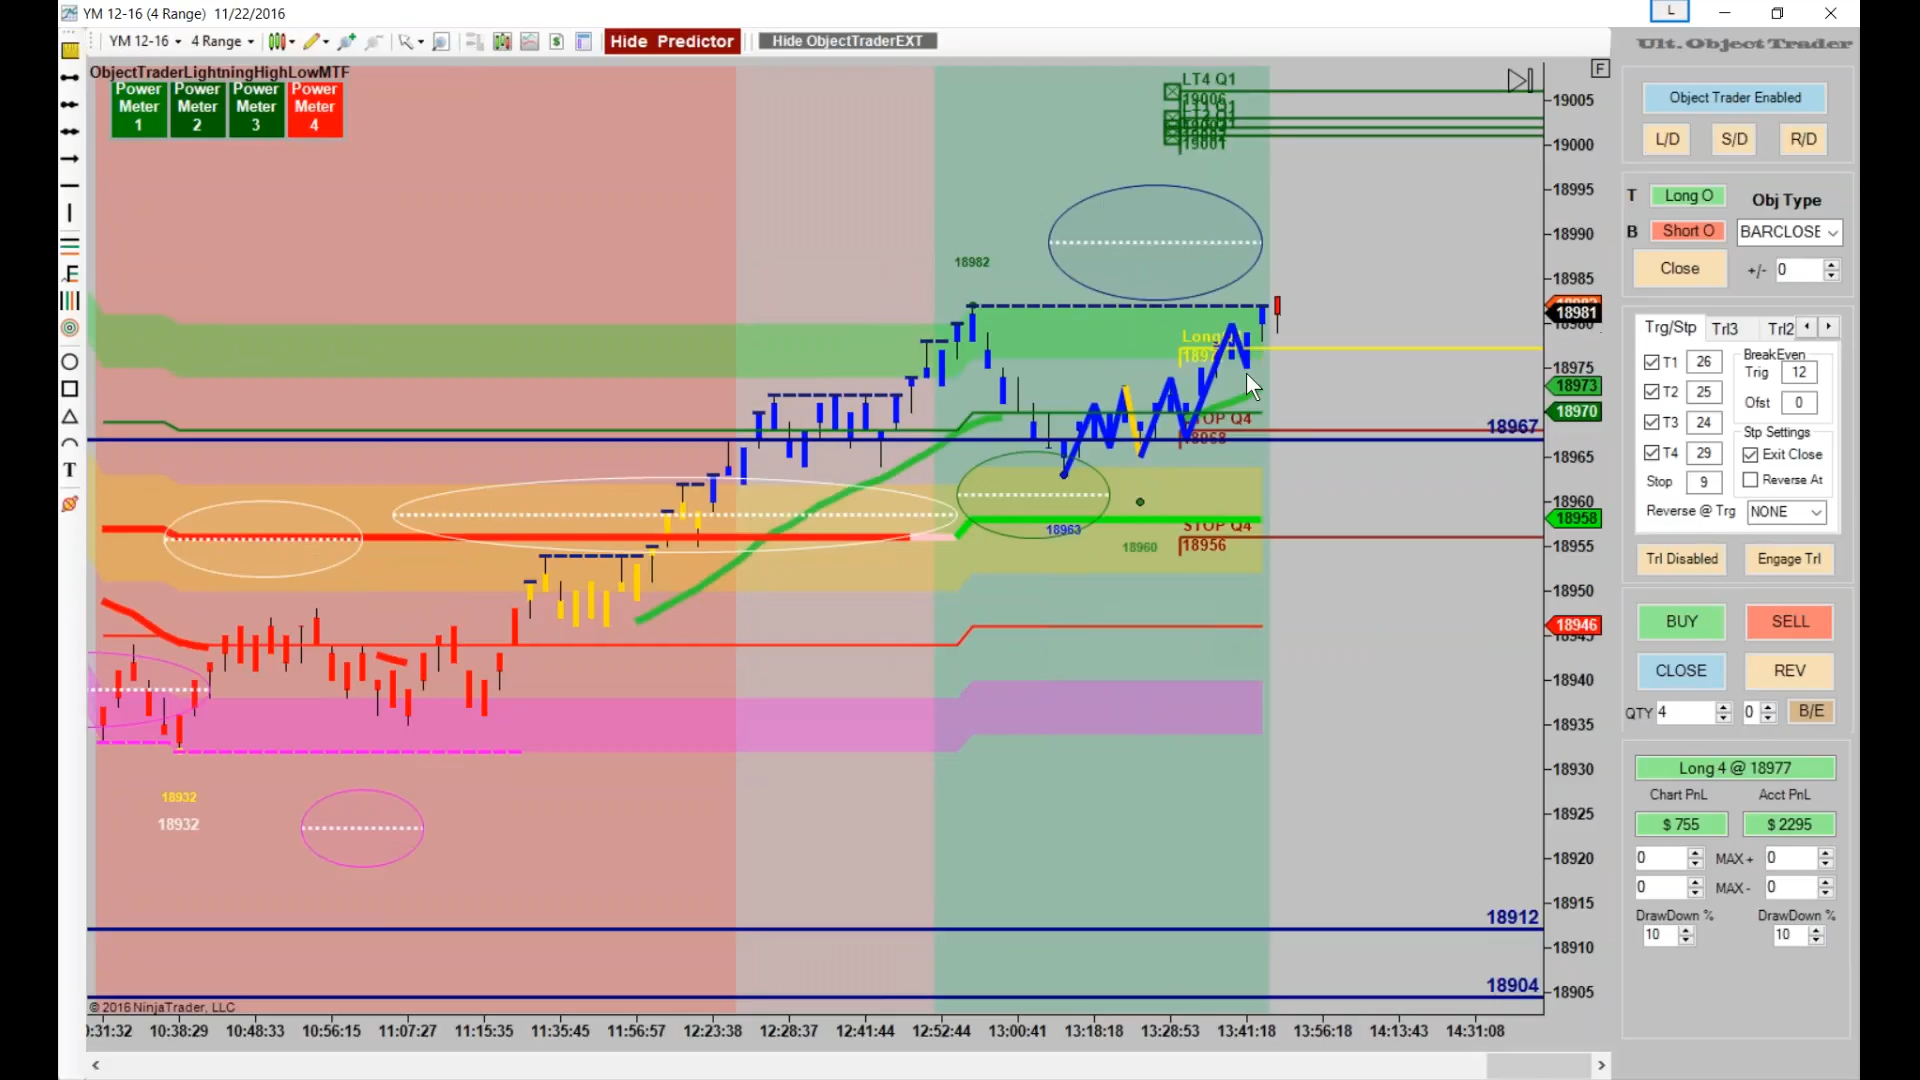 YM 12-16 (4 Range)  11/22/2016
L
YM 12-16
4 Range
Hide Predictor
Hide ObjectTraderEXT
Ult. Object Trader
ObjectTraderLightningHighLowMTF
Power Meter 1
Power Meter 2
Power Meter 3
Power Meter 4
F
LT4 Q1
19006
19001
18982
18967
STOP Q4
18956
18963
18960
18932
18932
18912
18904
19005
19000
18995
18990
18985
18981
18975
18973
18970
18965
18960
18958
18955
18950
18946
18945
18940
18935
18930
18925
18920
18915
18910
18905
© 2016 NinjaTrader, LLC
10:38:29
10:48:33
10:56:15
11:07:27
11:15:35
11:35:45
11:56:57
12:23:38
12:28:37
12:41:44
12:52:44
13:00:41
13:18:18
13:28:53
13:41:18
13:56:18
14:13:43
14:31:08
Object Trader Enabled
L/D
S/D
R/D
T
Long O
Obj Type
B
Short O
BARCLOSE
Close
+/-
0
Trg/Stp
Trl3
Trl2
T1
26
BreakEven
Trig
12
T2
25
Ofst
0
T3
24
Stp Settings
T4
29
Exit Close
Stop
9
Reverse At
Reverse @ Trg
NONE
Trl Disabled
Engage Trl
BUY
SELL
CLOSE
REV
QTY
4
0
B/E
Long 4 @ 18977
Chart PnL
Acct PnL
$ 755
$ 2295
0
MAX +
0
0
MAX -
0
DrawDown %
DrawDown %
10
10
T